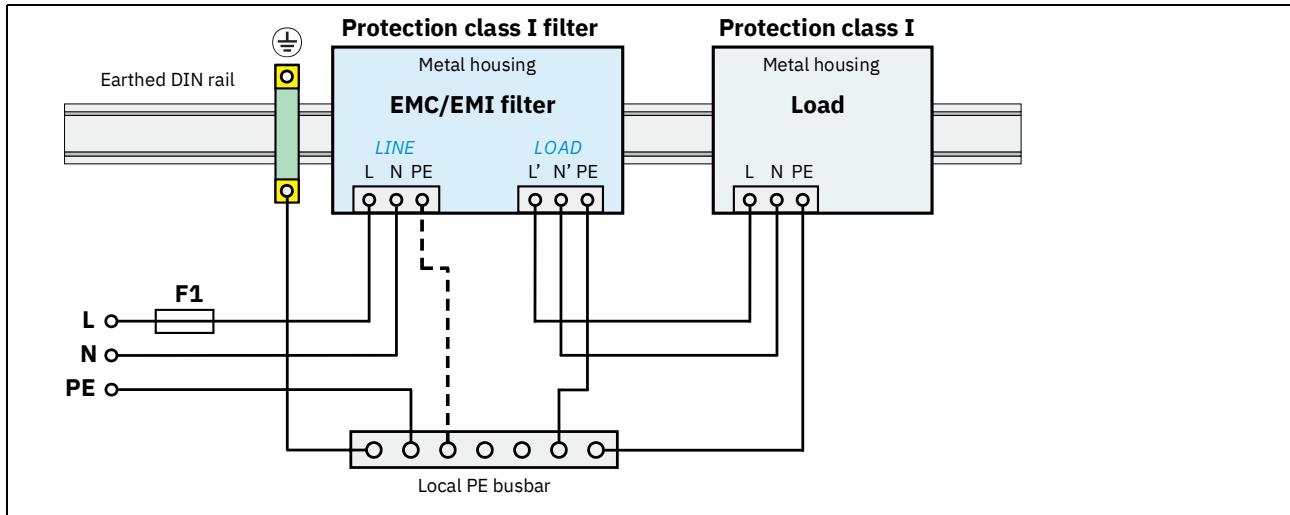 Protection class I filter
Protection class I
Metal housing
Metal housing
Earthed DIN rail
EMC/EMI filter
Load
LINE
LOAD
L N PE
L’ N’ PE
L N PE
F1
L
N
PE
Local PE busbar